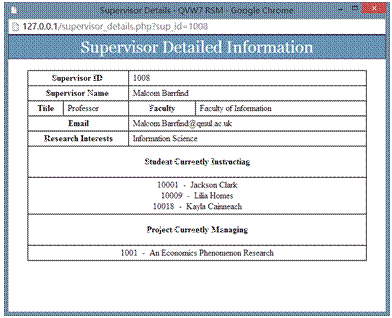 Supervisor Details - QVW7 RSM - Google Chrome
127.0.0.1/supervisor_details.php?sup_id=1008
Supervisor Detailed Information
Supervisor ID 1008
Supervisor Name Malcom Barrfind
Title Professor Faculty Faculty of Information
Email Malcom.Barrfind@qmul.ac.uk
Research Interests Information Science
Student Currently Instructing
10001 - Jackson Clark
10009 - Lilia Homes
10018 - Kayla Cainneach
Project Currently Managing
1001 - An Economics Phenomenon Research